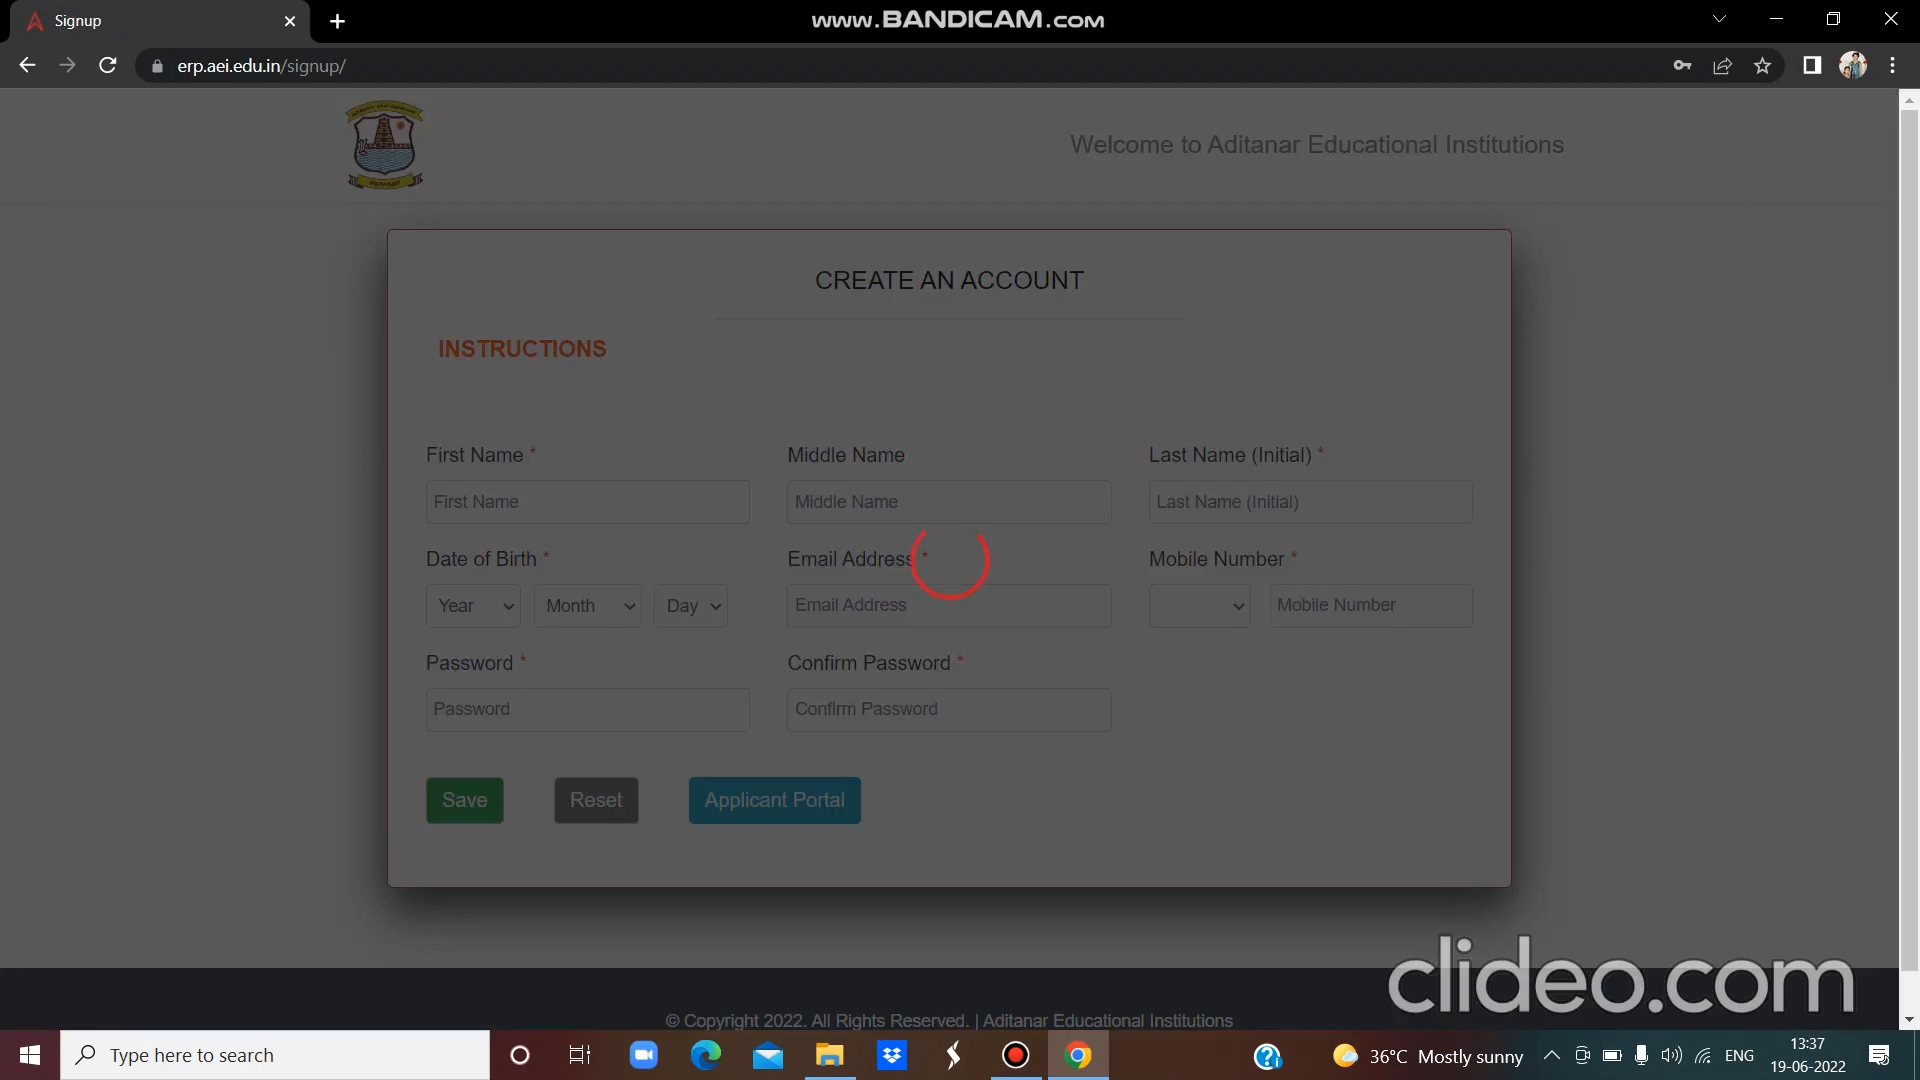 Signup
www.BANDICAM.com
erp.aei.edu.in/signup/
Welcome to Aditanar Educational Institutions
CREATE AN ACCOUNT
INSTRUCTIONS
First Name *
Middle Name
Last Name (Initial) *
First Name
Middle Name
Last Name (Initial)
Date of Birth *
Email Address *
Mobile Number *
Year
Month
Day
Email Address
Mobile Number
Password *
Confirm Password *
Password
Confirm Password
Save
Reset
Applicant Portal
clideo.com
© Copyright 2022. All Rights Reserved. | Aditanar Educational Institutions
Type here to search
36°C Mostly sunny
ENG
13:37
19-06-2022